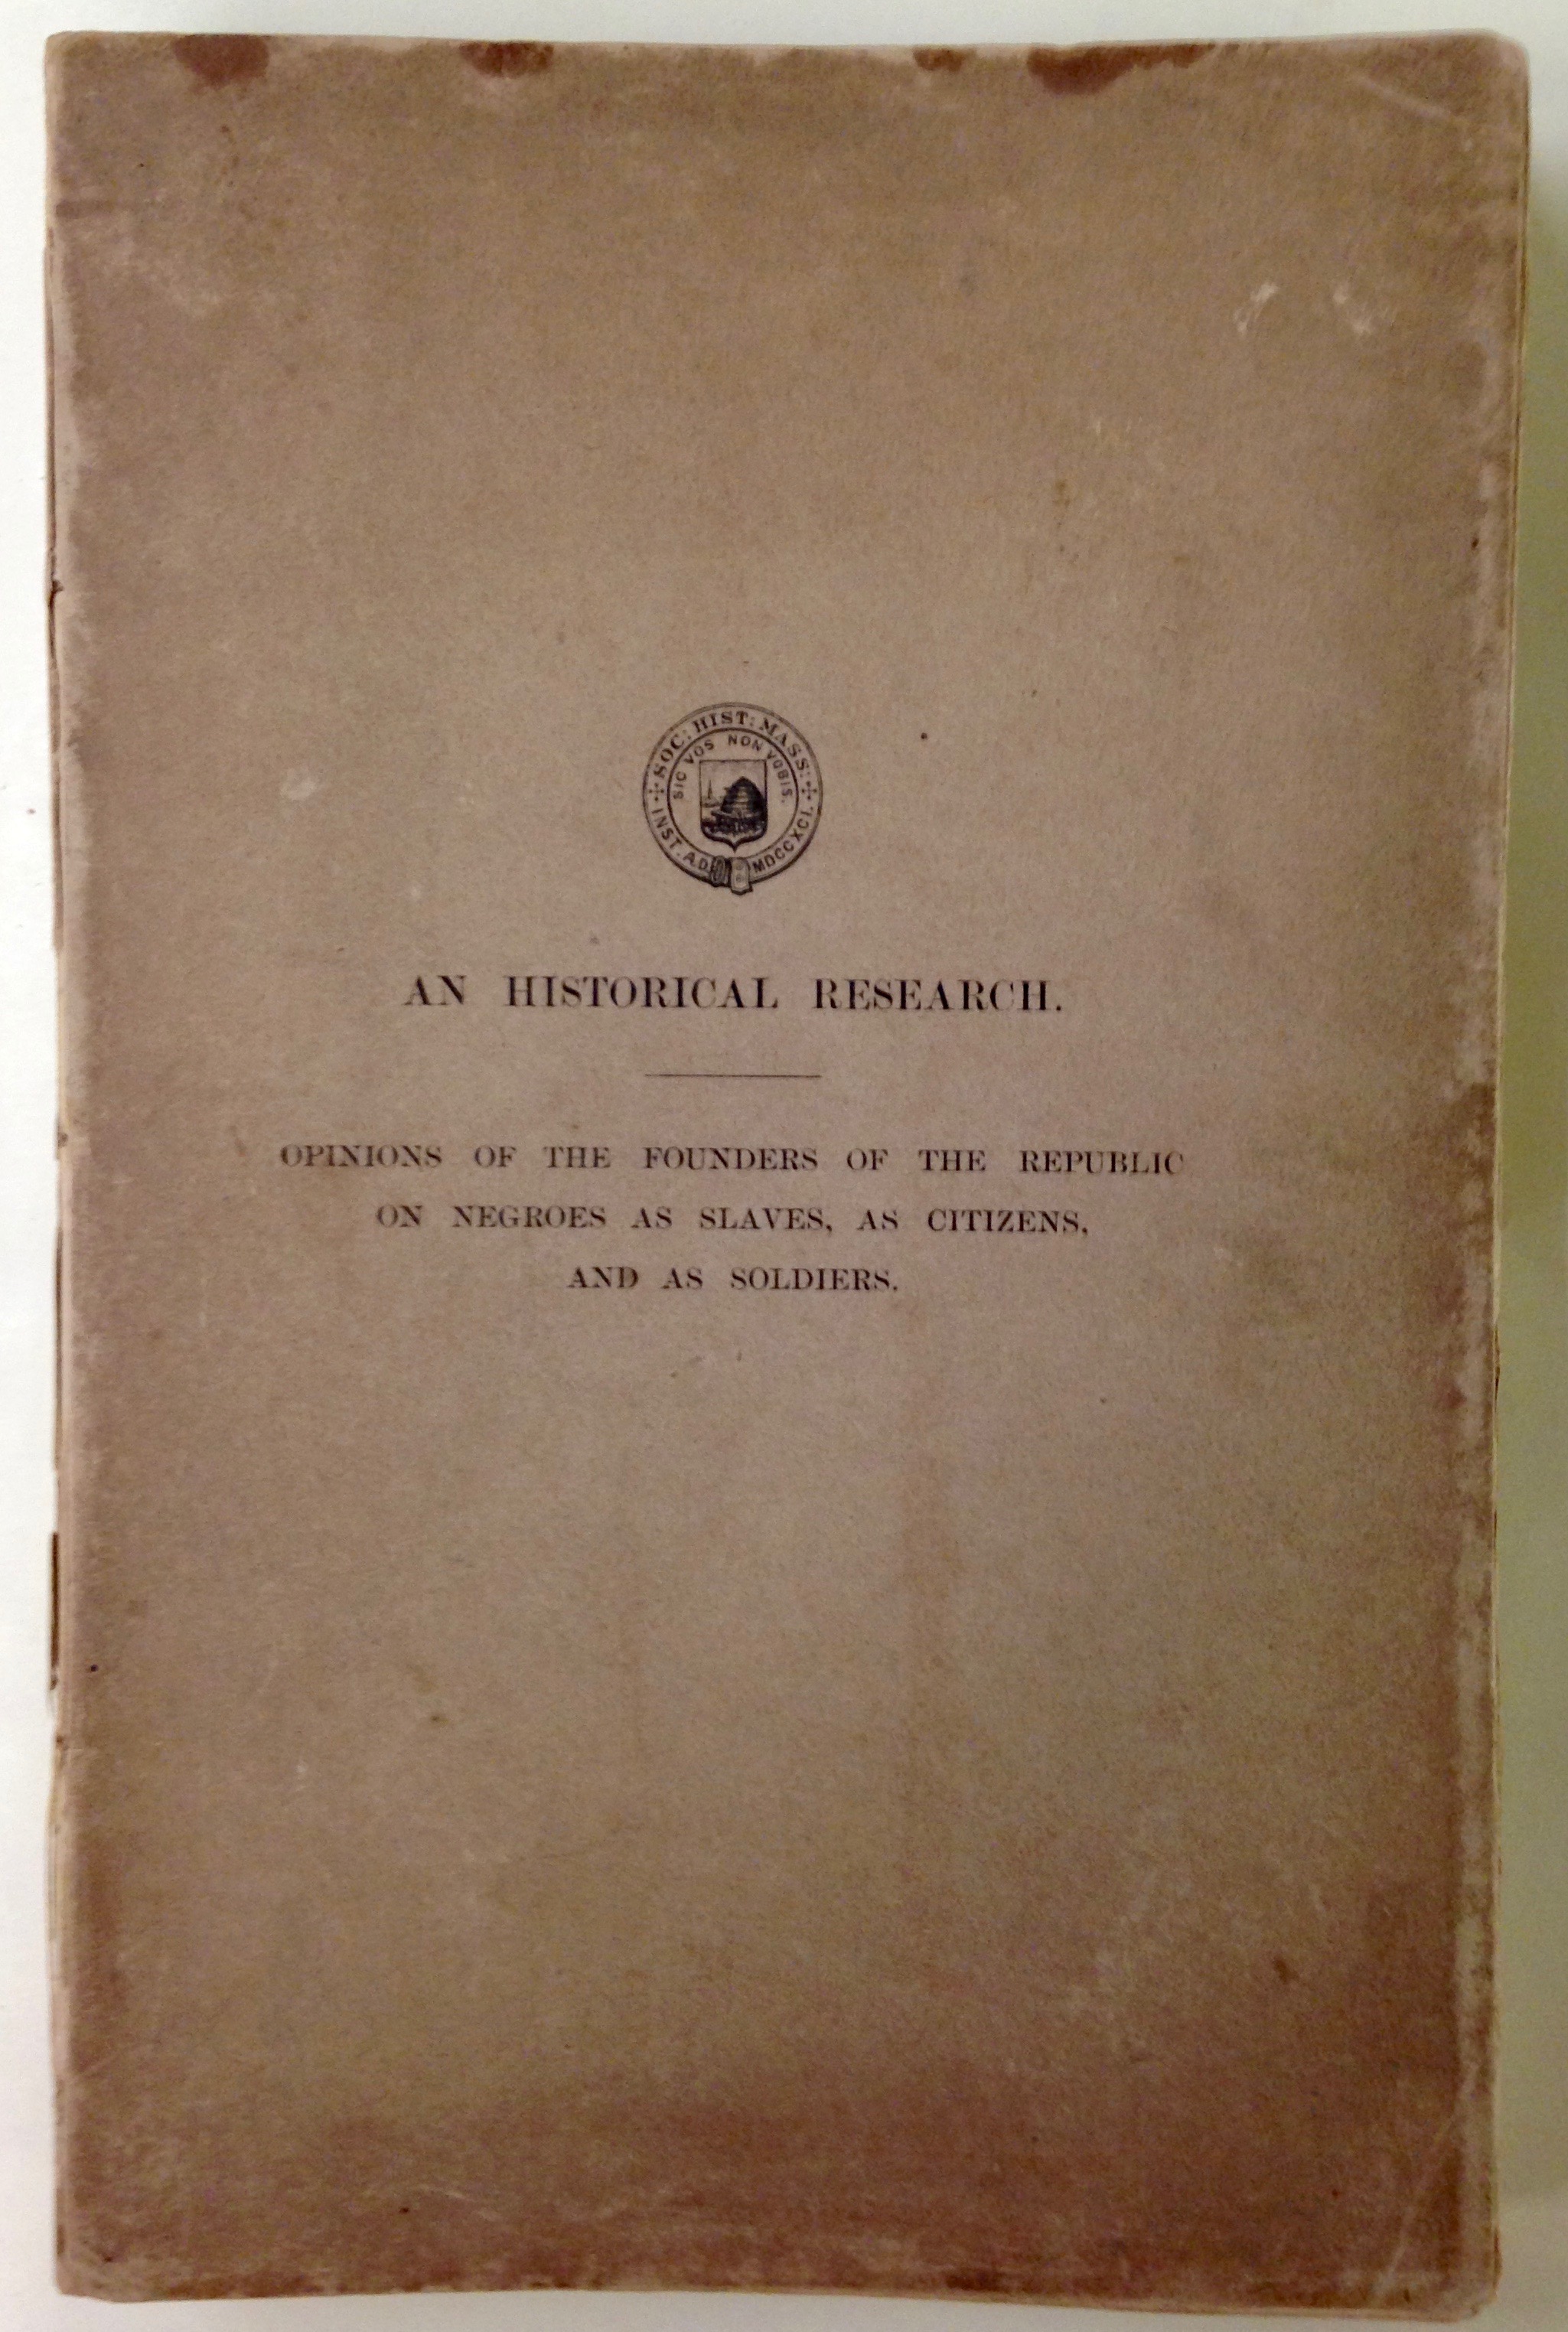 SOC: HIST: MASS:
SIC VOS NON VOBIS.
INST. A.D. MDCCXCI.
AN HISTORICAL RESEARCH.
OPINIONS OF THE FOUNDERS OF THE REPUBLIC
ON NEGROES AS SLAVES, AS CITIZENS,
AND AS SOLDIERS.